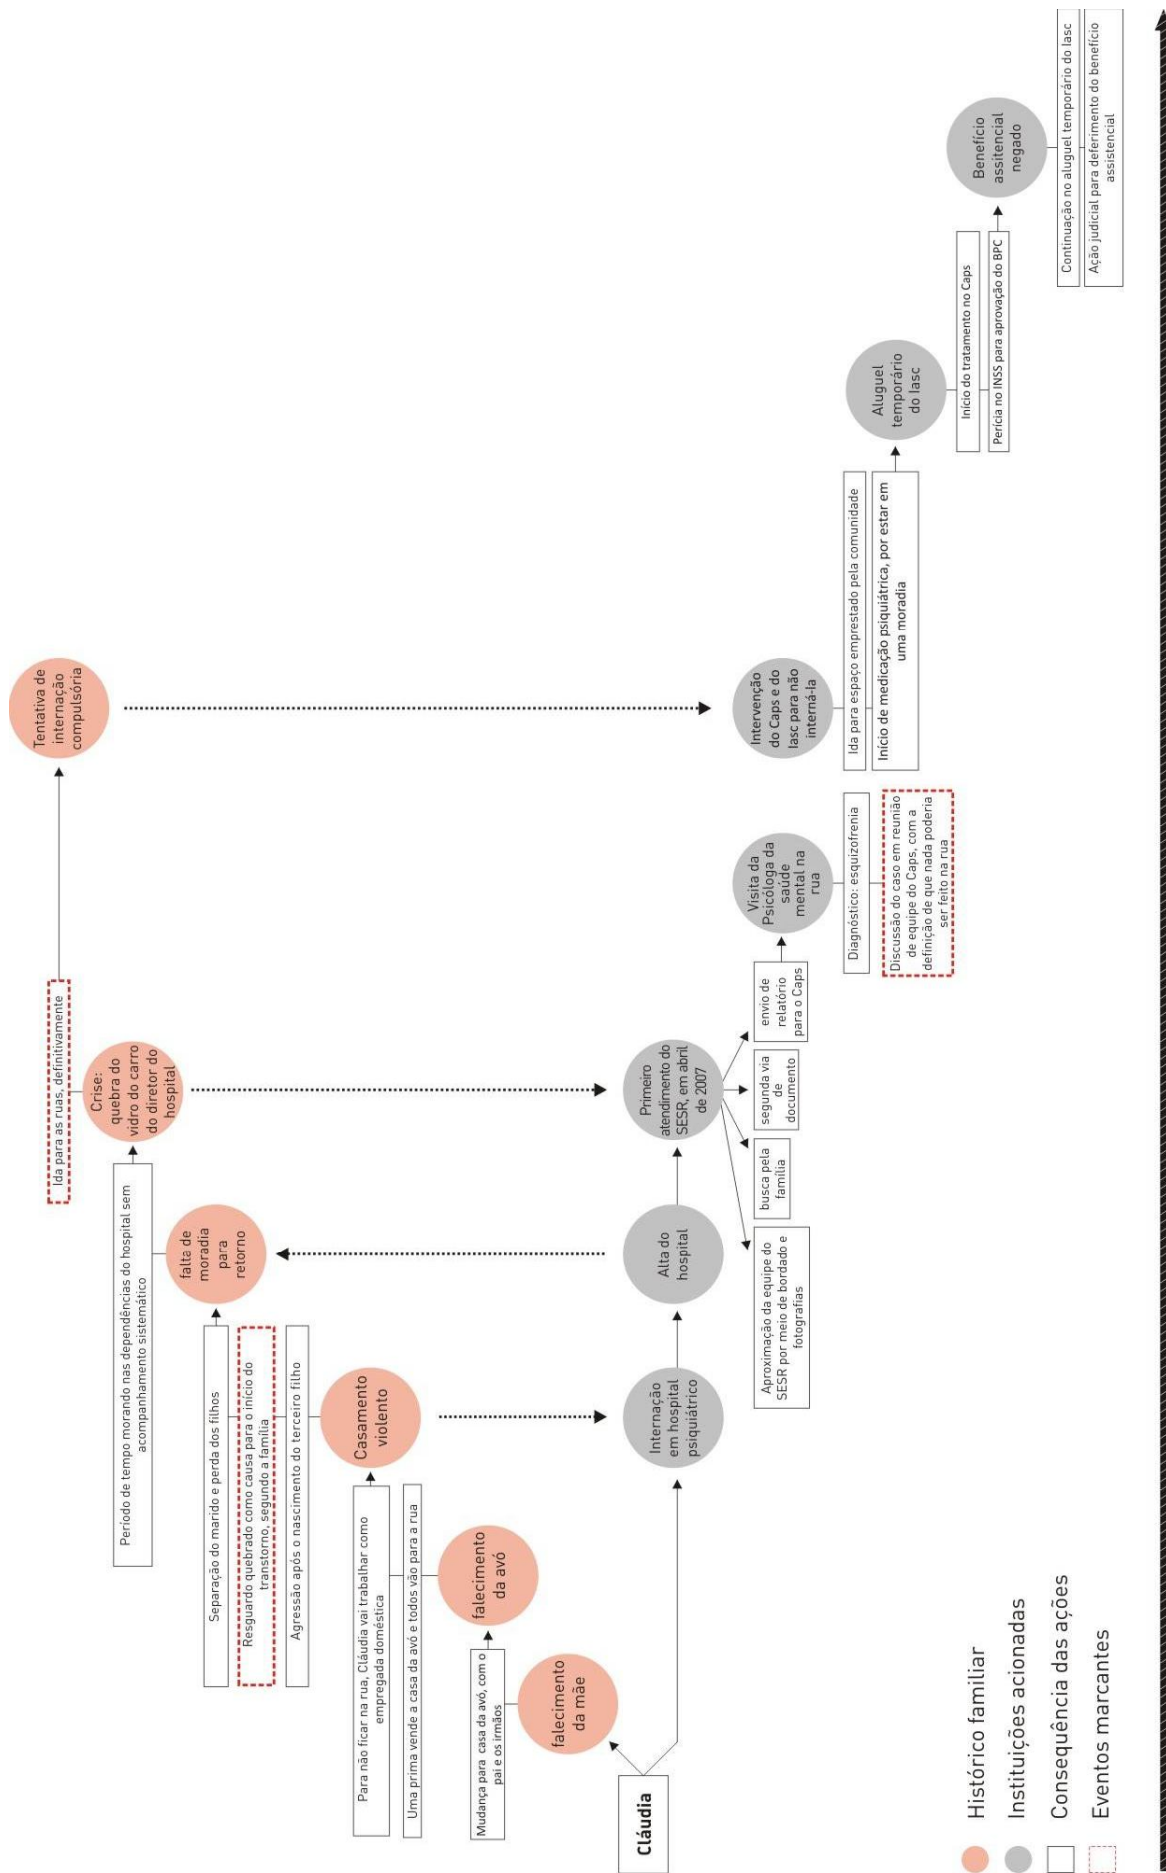 Tentativa de
internação
compulsória
Ida para as ruas, definitivamente
Crise:
quebra do
vidro do carro
do diretor do
hospital
Período de tempo morando nas dependências do hospital sem
acompanhamento sistemático
falta de
moradia
para
retorno
Separação do marido e perda dos filhos
Resguardo quebrado como causa para o início do
transtorno, segundo a família
Agressão após o nascimento do terceiro filho
Casamento
violento
Para não ficar na rua, Cláudia vai trabalhar como
empregada doméstica
Uma prima vende a casa da avó e todos vão para a rua
falecimento
da avó
Mudança para casa da avó, com o
pai e os irmãos
falecimento
da mãe
Cláudia
Internação
em hospital
psiquiátrico
Alta do
hospital
Primeiro
atendimento do
SESR, em abril
de 2007
Aproximação da equipe do
SESR por meio de bordado e
fotografias
busca pela
família
segunda via
de
documento
envio de
relatório
para o Caps
Visita da
Psicóloga da
saúde
mental na
rua
Diagnóstico: esquizofrenia
Discussão do caso em reunião
de equipe do Caps, com a
definição de que nada poderia
ser feito na rua
Intervenção
do Caps e do
Iasc para não
interná-la
Ida para espaço emprestado pela comunidade
Início de medicação psiquiátrica, por estar em
uma moradia
Aluguel
temporário
do Iasc
Início do tratamento no Caps
Perícia no INSS para aprovação do BPC
Benefício
assitencial
negado
Continuação no aluguel temporário do Iasc
Ação judicial para deferimento do benefício
assistencial
Histórico familiar
Instituições acionadas
Consequência das ações
Eventos marcantes